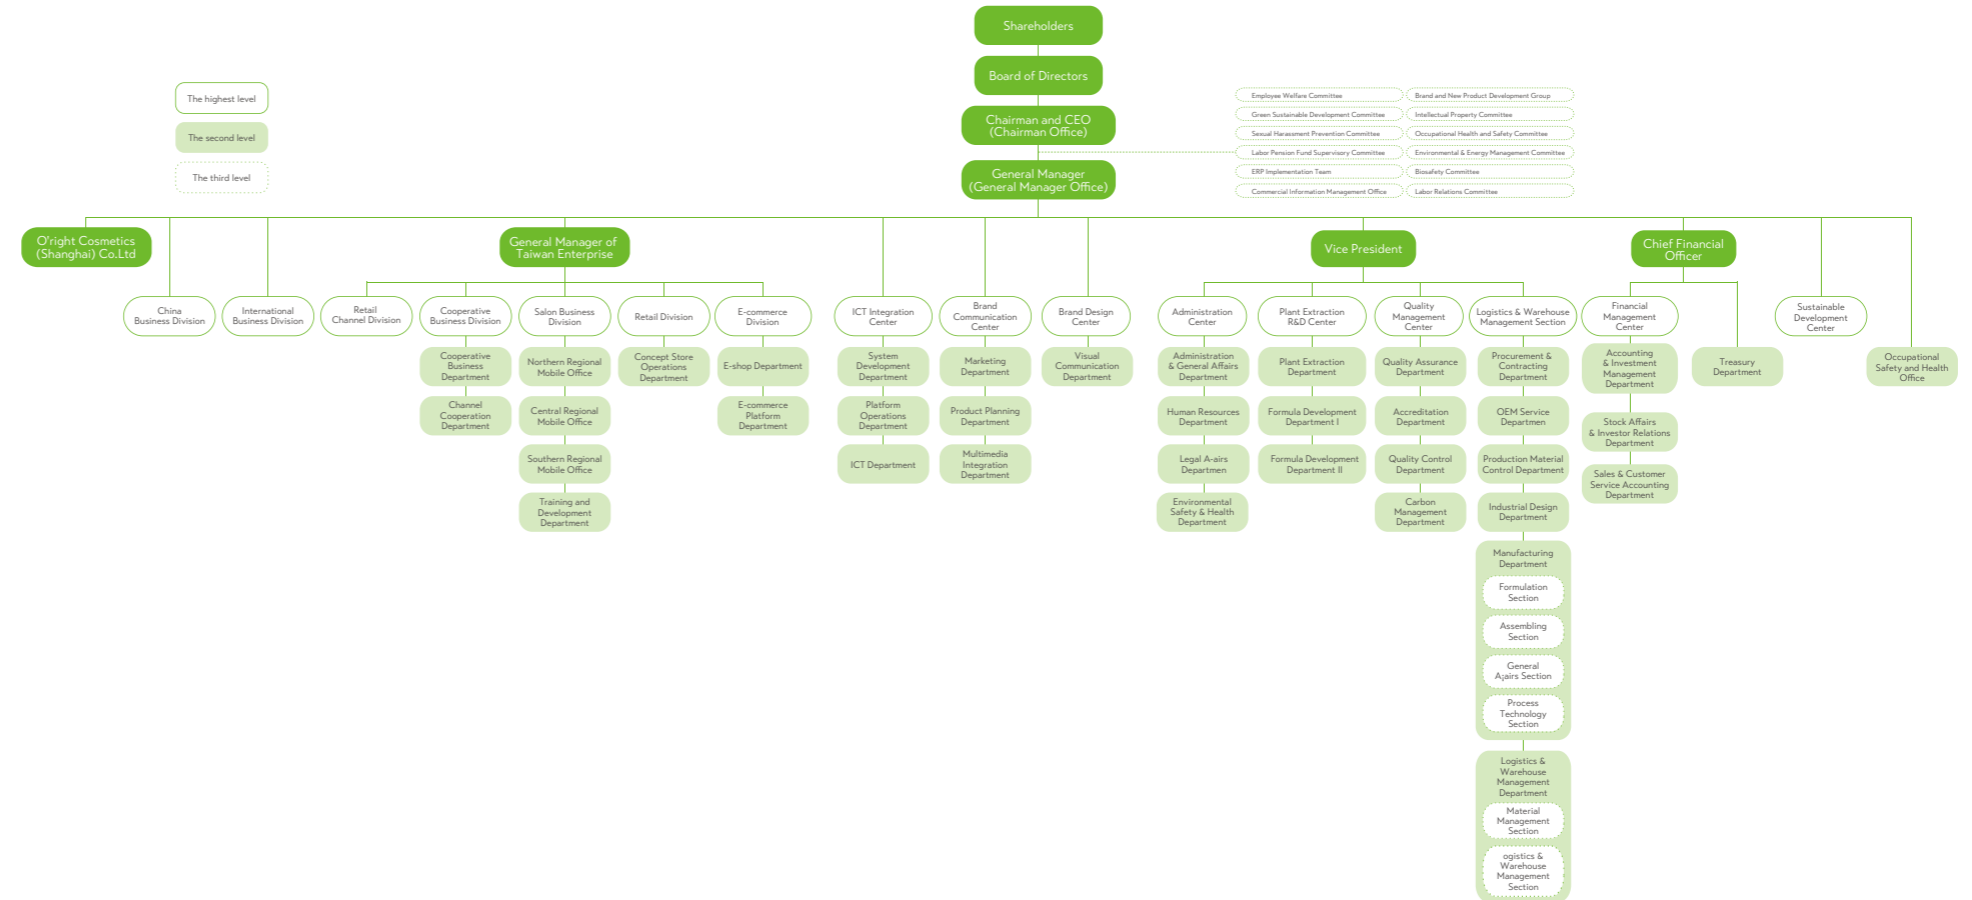 Shareholders
Board of Directors
Chairman and CEO
(Chairman Office)
General Manager
(General Manager Office)
The highest level
The second level
The third level
Employee Welfare Committee
Brand and New Product Development Group
Green Sustainable Development Committee
Intellectual Property Committee
Sexual Harassment Prevention Committee
Occupational Health and Safety Committee
Labor Pension Fund Supervisory Committee
Environmental & Energy Management Committee
ERP Implementation Team
Biosafety Committee
Commercial Information Management Office
Labor Relations Committee
O'right Cosmetics
(Shanghai) Co.Ltd
General Manager of
Taiwan Enterprise
Vice President
Chief Financial
Officer
China
Business Division
International
Business Division
Retail
Channel Division
Cooperative
Business Division
Cooperative
Business
Department
Channel
Cooperation
Department
Salon Business
Division
Northern Regional
Mobile Office
Central Regional
Mobile Office
Southern Regional
Mobile Office
Training and
Development
Department
Retail Division
Concept Store
Operations
Department
E-commerce
Division
E-shop Department
E-commerce
Platform
Department
ICT Integration
Center
System
Development
Department
Platform
Operations
Department
ICT Department
Brand
Communication
Center
Marketing
Department
Product Planning
Department
Multimedia
Integration
Department
Brand Design
Center
Visual
Communication
Department
Administration
Center
Administration
& General Affairs
Department
Human Resources
Department
Legal A-airs
Departmen
Environmental
Safety & Health
Department
Plant Extraction
R&D Center
Plant Extraction
Department
Formula Development
Department I
Formula Development
Department II
Quality
Management
Center
Quality Assurance
Department
Accreditation
Department
Quality Control
Department
Carbon
Management
Department
Logistics & Warehouse
Management Section
Procurement &
Contracting
Department
OEM Service
Departmen
Production Material
Control Department
Industrial Design
Department
Manufacturing
Department
Formulation
Section
Assembling
Section
General
A¡airs Section
Process
Technology
Section
Logistics &
Warehouse
Management
Department
Material
Management
Section
ogistics &
Warehouse
Management
Section
Financial
Management
Center
Accounting
& Investment
Management
Department
Stock Affairs
& Investor Relations
Department
Sales & Customer
Service Accounting
Department
Treasury
Department
Sustainable
Development
Center
Occupational
Safety and Health
Office